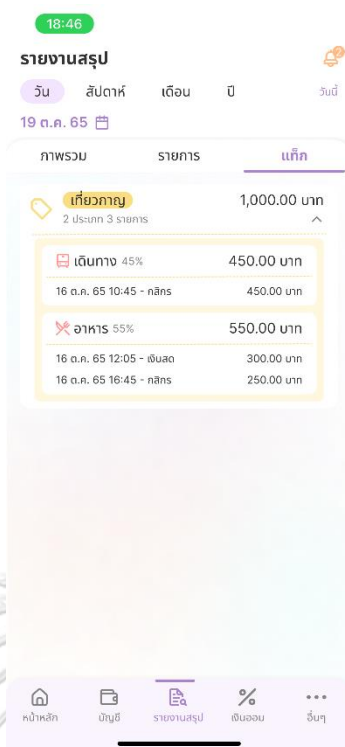 18:46
รายงานสรุป
2
วัน สัปดาห์ เดือน ปี วันนี้
19 ต.ค. 65
ภาพรวม รายการ แท็ก
เที่ยวกาญ 1,000.00 บาท
2 ประเภท 3 รายการ
เดินทาง 45% 450.00 บาท
16 ต.ค. 65 10:45 - กสิกร 450.00 บาท
อาหาร 55% 550.00 บาท
16 ต.ค. 65 12:05 - เงินสด 300.00 บาท
16 ต.ค. 65 16:45 - กสิกร 250.00 บาท
หน้าหลัก บัญชี รายงานสรุป เงินออม อื่นๆ